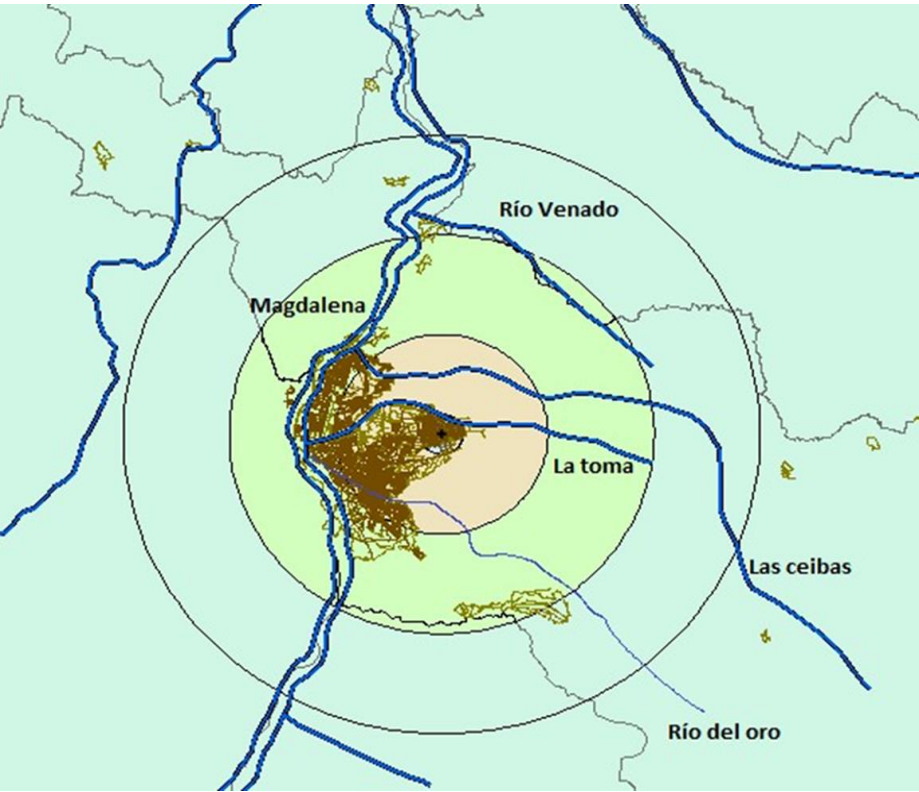 Río Venado
Magdalena
La toma
Las ceibas
Río del oro